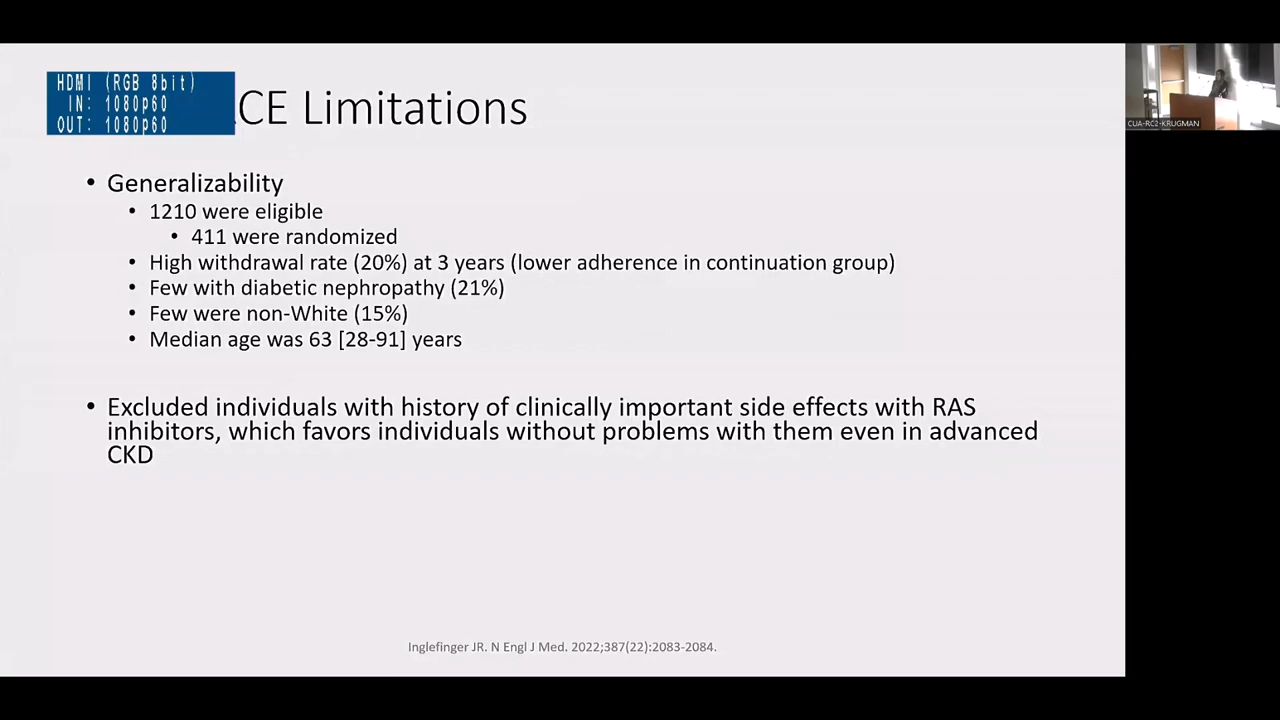 HDMI (RGB 8bit)
IN: 1080p60
OUT: 1080p60
CE Limitations
CUA-RC2-KRUGMAN
• Generalizability
• 1210 were eligible
• 411 were randomized
• High withdrawal rate (20%) at 3 years (lower adherence in continuation group)
• Few with diabetic nephropathy (21%)
• Few were non-White (15%)
• Median age was 63 [28-91] years
• Excluded individuals with history of clinically important side effects with RAS
inhibitors, which favors individuals without problems with them even in advanced
CKD
Inglefinger JR. N Engl J Med. 2022;387(22):2083-2084.